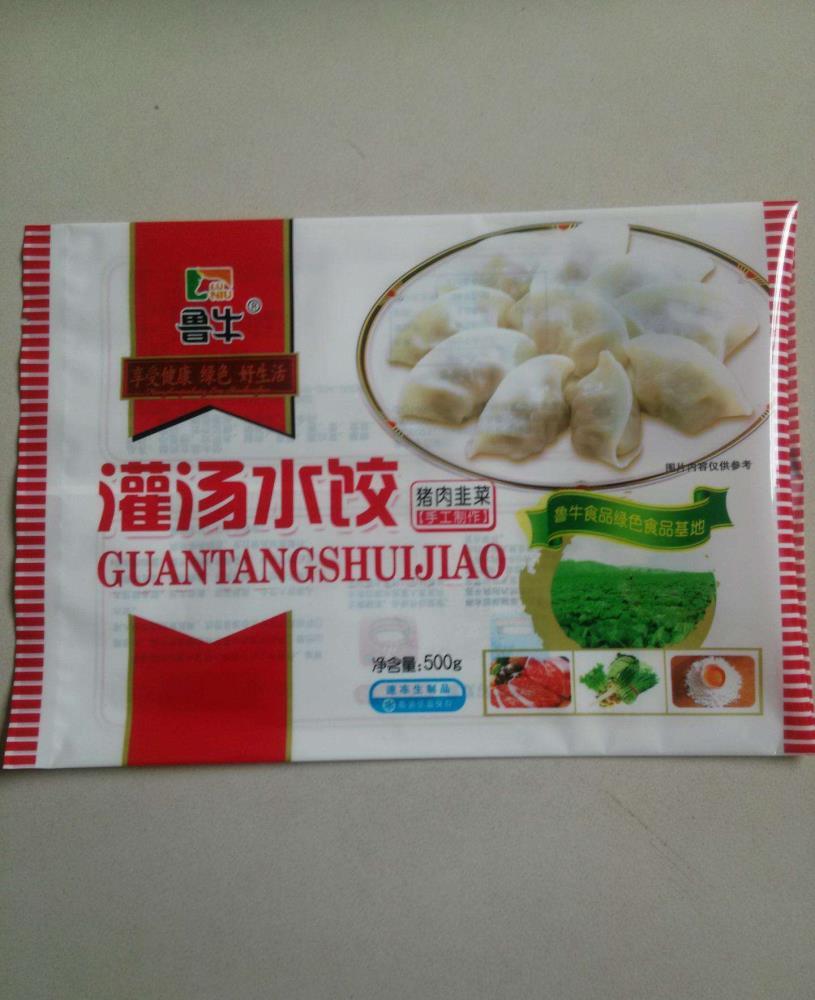 LU
NIU
鲁牛®
享受健康 绿色 好生活
灌汤水饺
猪肉韭菜
【手工制作】
GUANTANGSHUIJIAO
图片内容仅供参考
鲁牛食品绿色食品基地
净含量:500g
速冻生制品